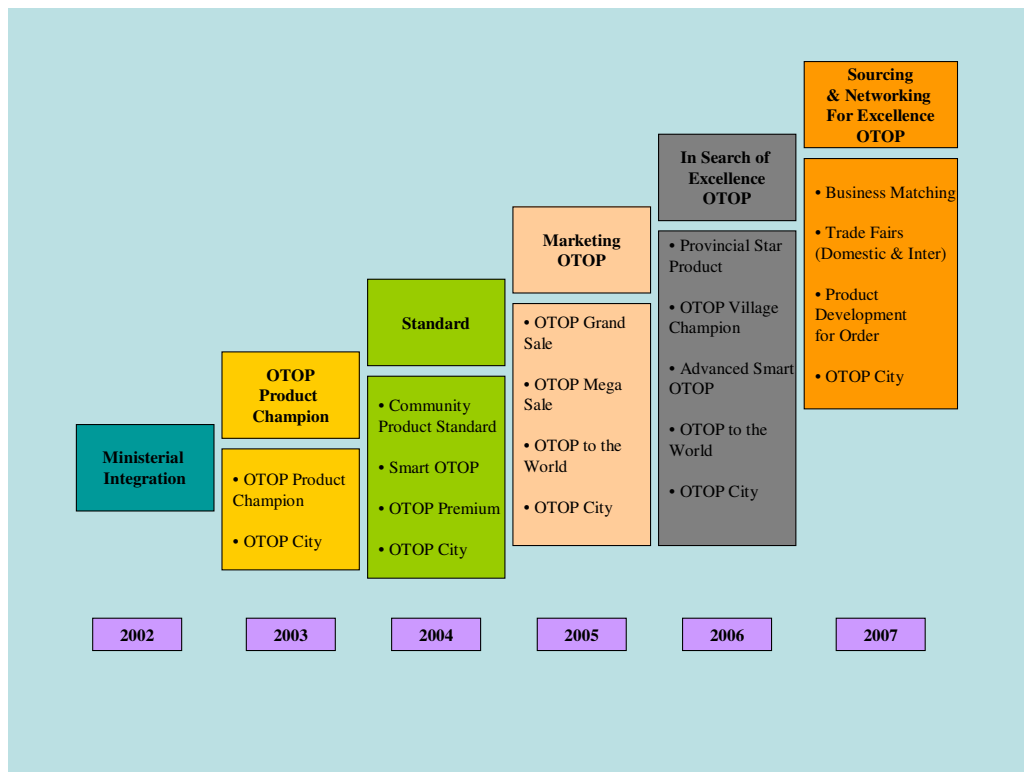 Ministerial
Integration
OTOP
Product
Champion
• OTOP Product
Champion
• OTOP City
Standard
• Community
Product Standard
• Smart OTOP
• OTOP Premium
• OTOP City
Marketing
OTOP
• OTOP Grand
Sale
• OTOP Mega
Sale
• OTOP to the
World
• OTOP City
In Search of
Excellence
OTOP
• Provincial Star
Product
• OTOP Village
Champion
• Advanced Smart
OTOP
• OTOP to the
World
• OTOP City
Sourcing
& Networking
For Excellence
OTOP
• Business Matching
• Trade Fairs
(Domestic & Inter)
• Product
Development
for Order
• OTOP City
2002
2003
2004
2005
2006
2007